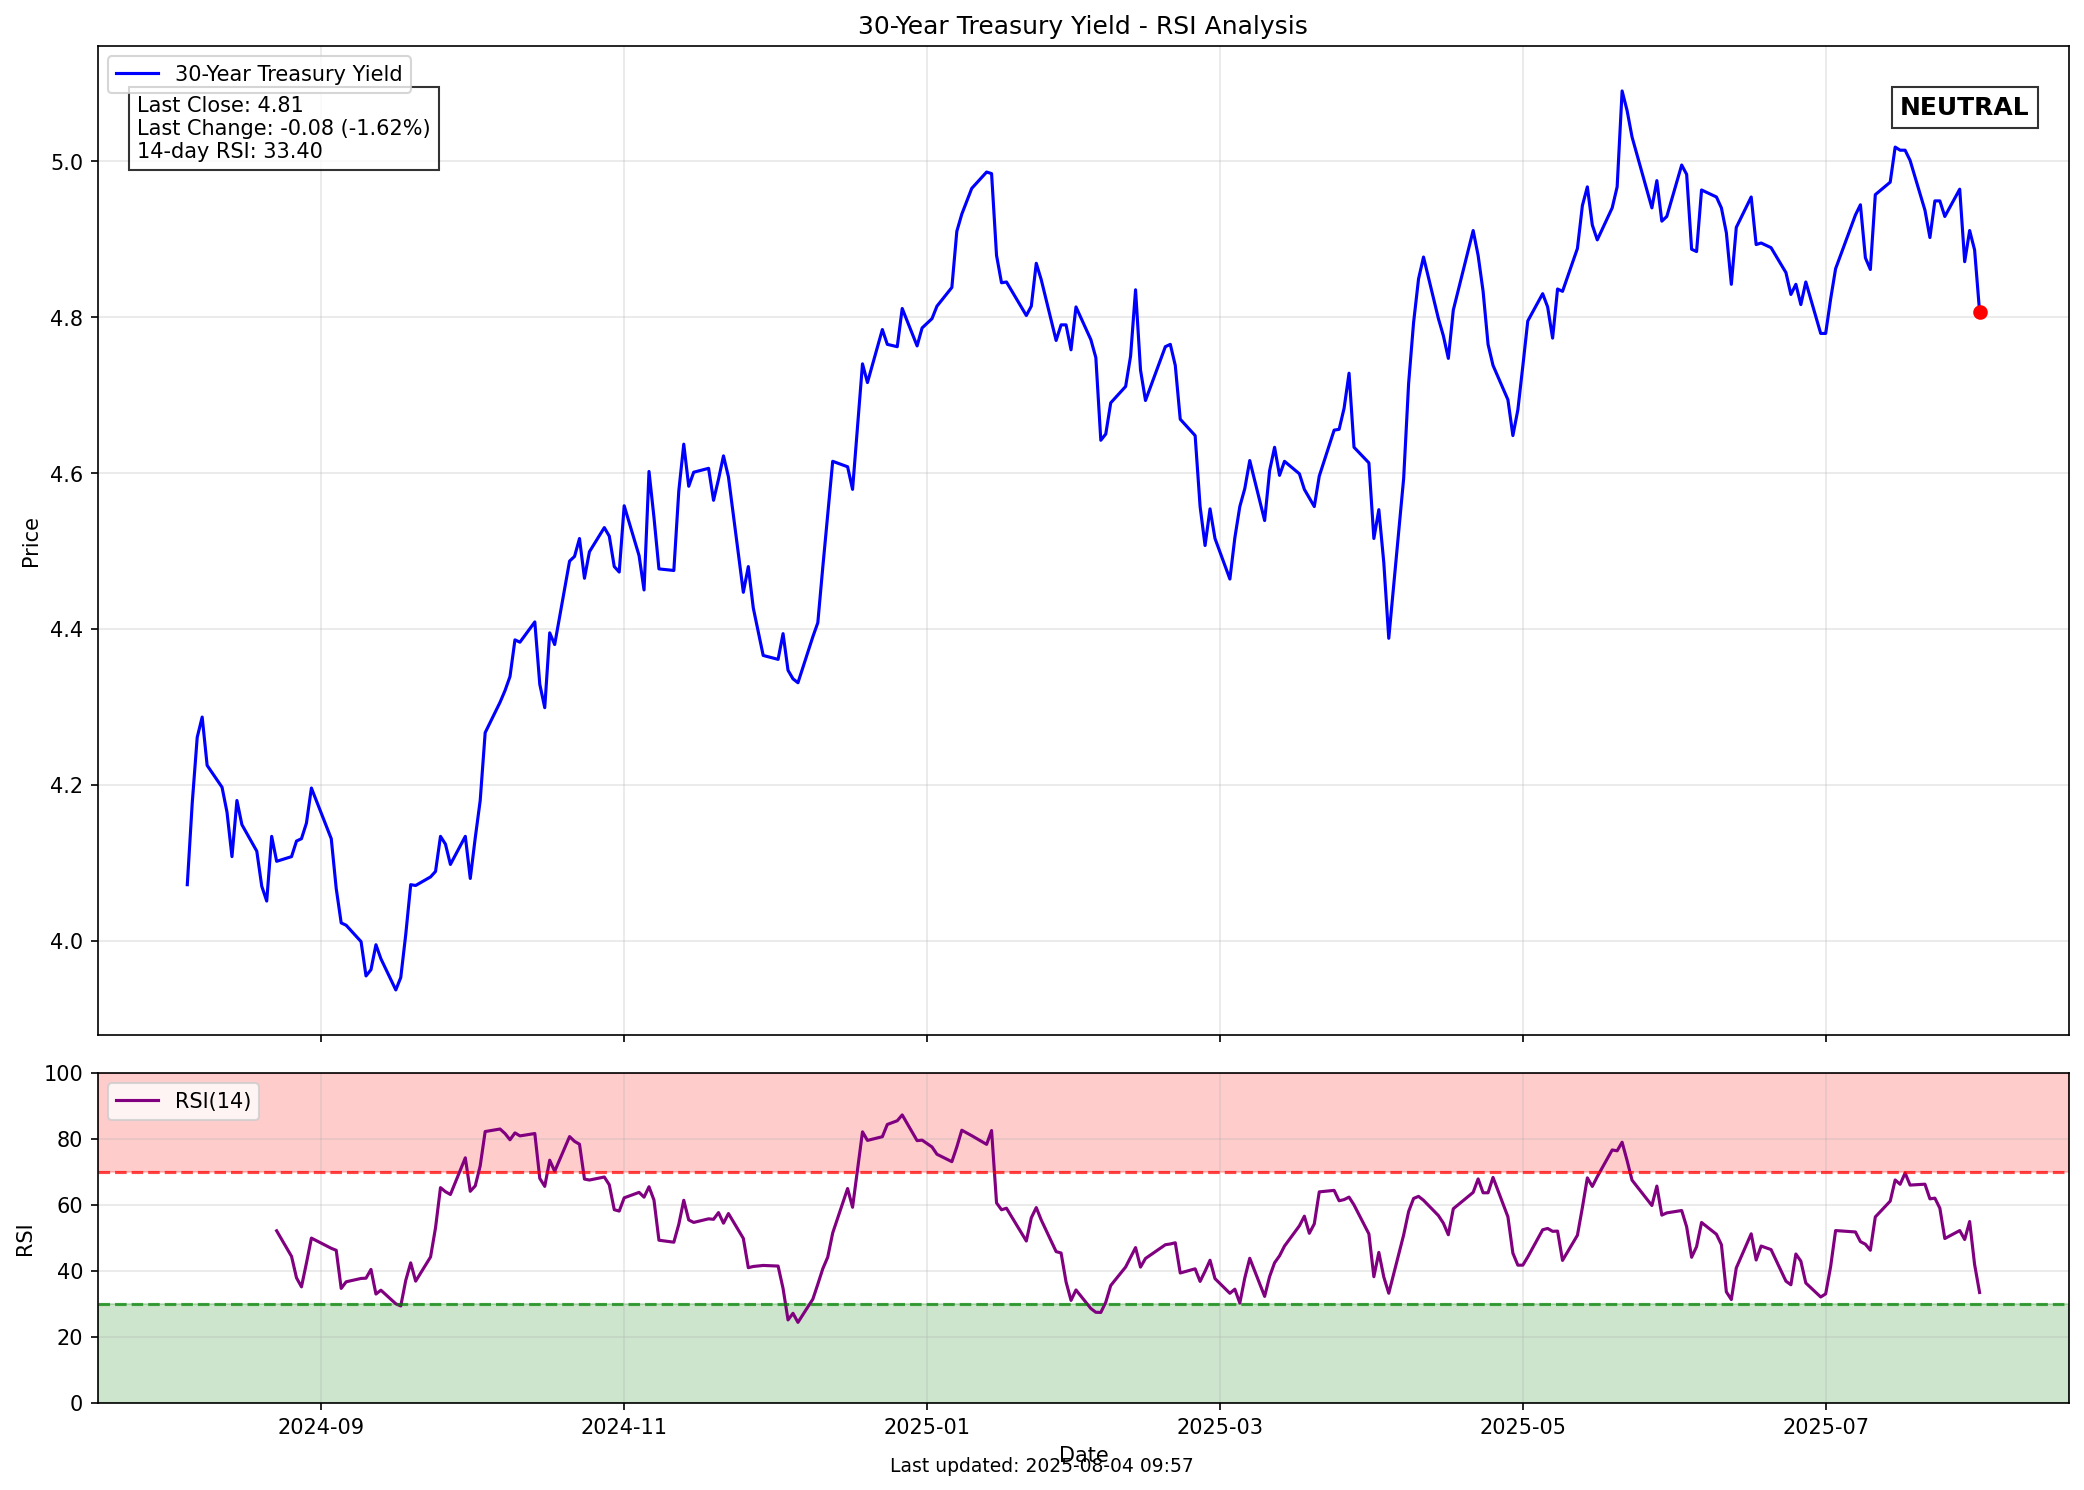 30-Year Treasury Yield - RSI Analysis
30-Year Treasury Yield
Last Close: 4.81
Last Change: -0.08 (-1.62%)
14-day RSI: 33.40
NEUTRAL
5.0
4.8
4.6
4.4
4.2
4.0
Price
RSI(14)
100
80
60
40
20
0
RSI
2024-09
2024-11
2025-01
2025-03
2025-05
2025-07
Date
Last updated: 2025-08-04 09:57